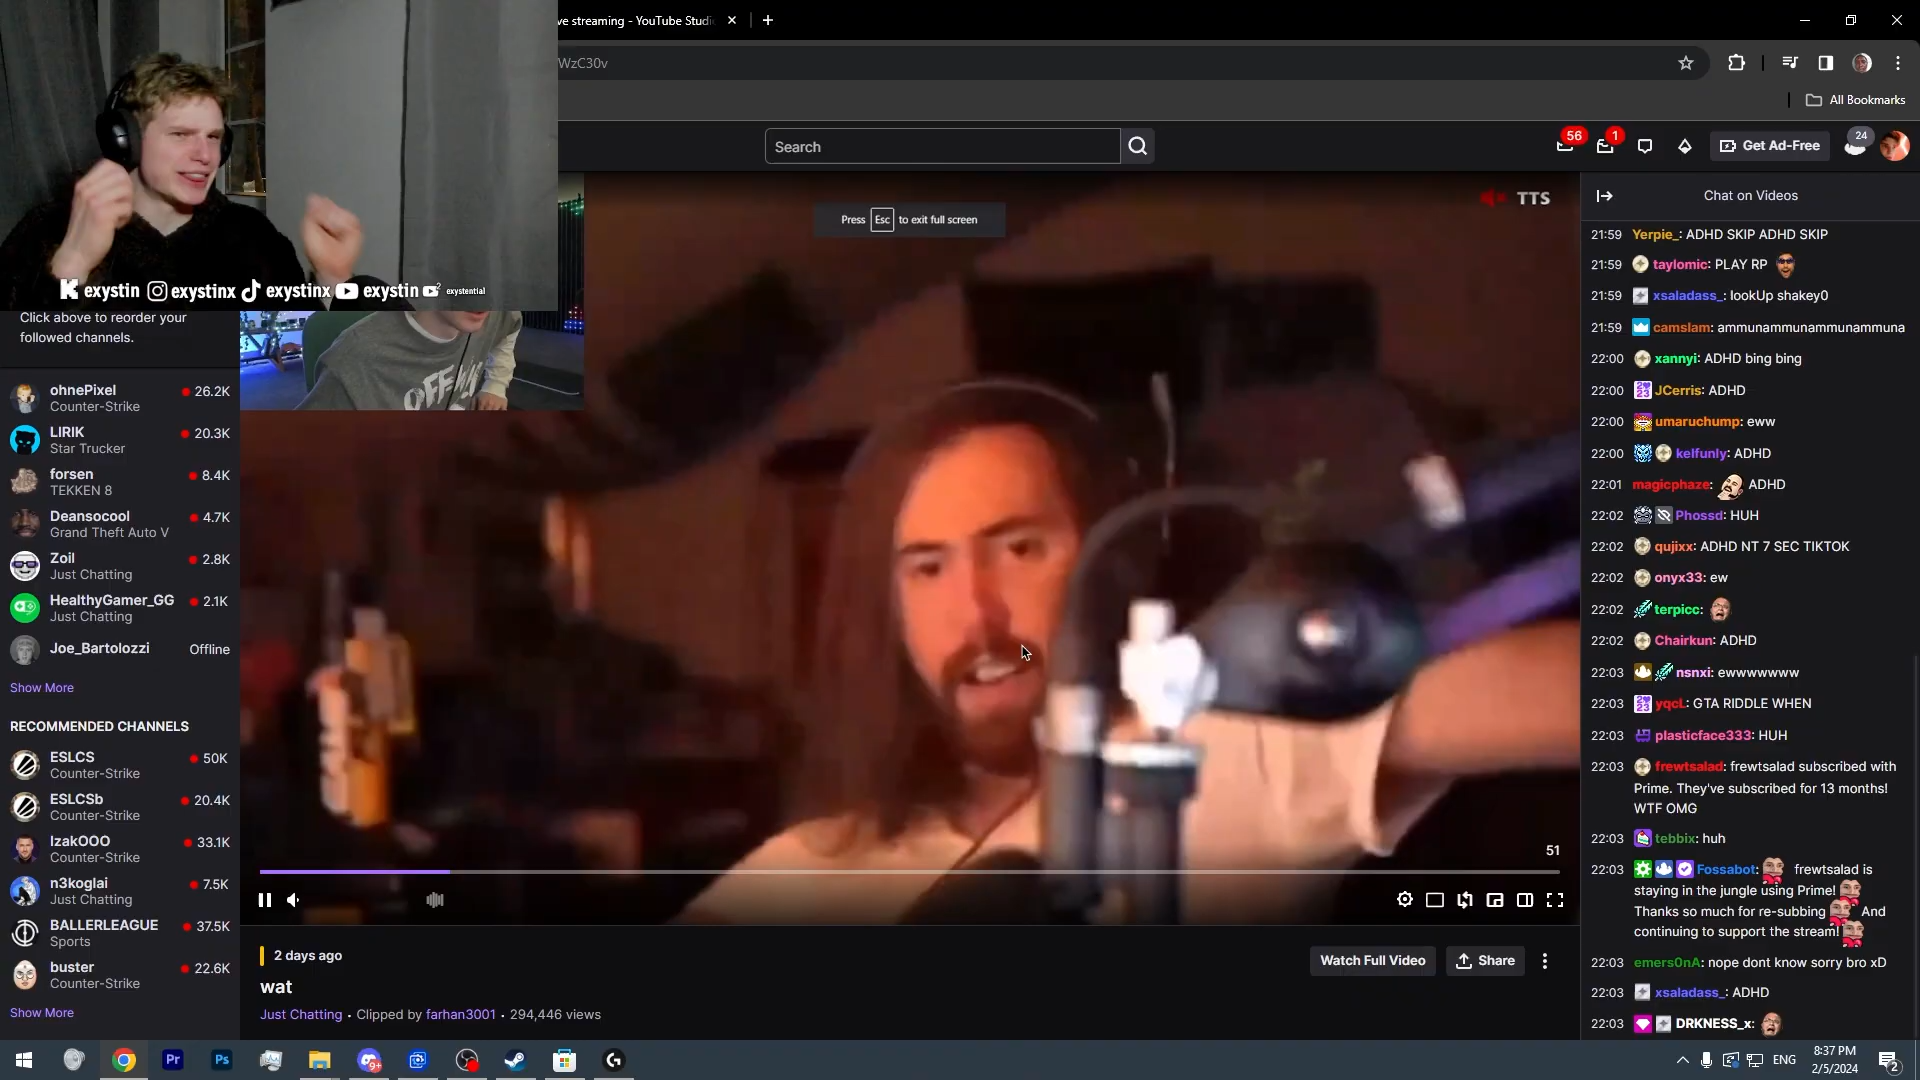 ve streaming - YouTube Studi
WzC30v
All Bookmarks
Search
56
1
Get Ad-Free
24
exystin exystinx exystinx exystin exystential
Click above to reorder your
followed channels.
ohnePixel
26.2K
Counter-Strike
LIRIK
20.3K
Star Trucker
forsen
8.4K
TEKKEN 8
Deansocool
4.7K
Grand Theft Auto V
Zoil
2.8K
Just Chatting
HealthyGamer_GG
2.1K
Just Chatting
Joe_Bartolozzi
Offline
Show More
RECOMMENDED CHANNELS
ESLCS
50K
Counter-Strike
ESLCSb
20.4K
Counter-Strike
IzakOOO
33.1K
Counter-Strike
n3koglai
7.5K
Just Chatting
BALLERLEAGUE
37.5K
Sports
buster
22.6K
Counter-Strike
Show More
TTS
Press Esc to exit full screen
51
2 days ago
Watch Full Video
Share
wat
Just Chatting • Clipped by farhan3001 • 294,446 views
Chat on Videos
21:59 Yerpie_: ADHD SKIP ADHD SKIP
21:59 taylomic: PLAY RP
21:59 xsaladass_: lookUp shakey0
21:59 camslam: ammunammunammunammuna
22:00 xannyi: ADHD bing bing
22:00 JCerris: ADHD
22:00 umaruchump: eww
22:00 kelfunly: ADHD
22:01 magicphaze: ADHD
22:02 Phossd: HUH
22:02 qujixx: ADHD NT 7 SEC TIKTOK
22:02 onyx33: ew
22:02 terpicc:
22:02 Chairkun: ADHD
22:03 nsnxi: ewwwwwww
22:03 yqcL: GTA RIDDLE WHEN
22:03 plasticface333: HUH
22:03 frewtsalad: frewtsalad subscribed with
Prime. They've subscribed for 13 months!
WTF OMG
22:03 tebbix: huh
22:03 Fossabot: frewtsalad is
staying in the jungle using Prime!
Thanks so much for re-subbing And
continuing to support the stream!
22:03 emers0nA: nope dont know sorry bro xD
22:03 xsaladass_: ADHD
22:03 DRKNESS_x:
Pr
Ps
9+
ENG
8:37 PM
2/5/2024
2